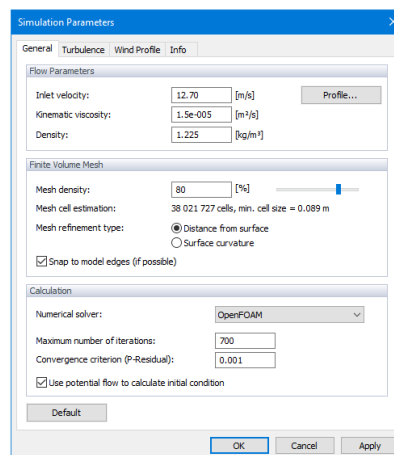 Simulation Parameters
General Turbulence Wind Profile Info
Flow Parameters
Inlet velocity: 12.70 [m/s] Profile...
Kinematic viscosity: 1.5e-005 [m²/s]
Density: 1.225 [kg/m³]
Finite Volume Mesh
Mesh density: 80 [%]
Mesh cell estimation: 38 021 727 cells, min. cell size = 0.089 m
Mesh refinement type: Distance from surface
Surface curvature
Snap to model edges (if possible)
Calculation
Numerical solver: OpenFOAM
Maximum number of iterations: 700
Convergence criterion (P-Residual): 0.001
Use potential flow to calculate initial condition
Default
OK Cancel Apply